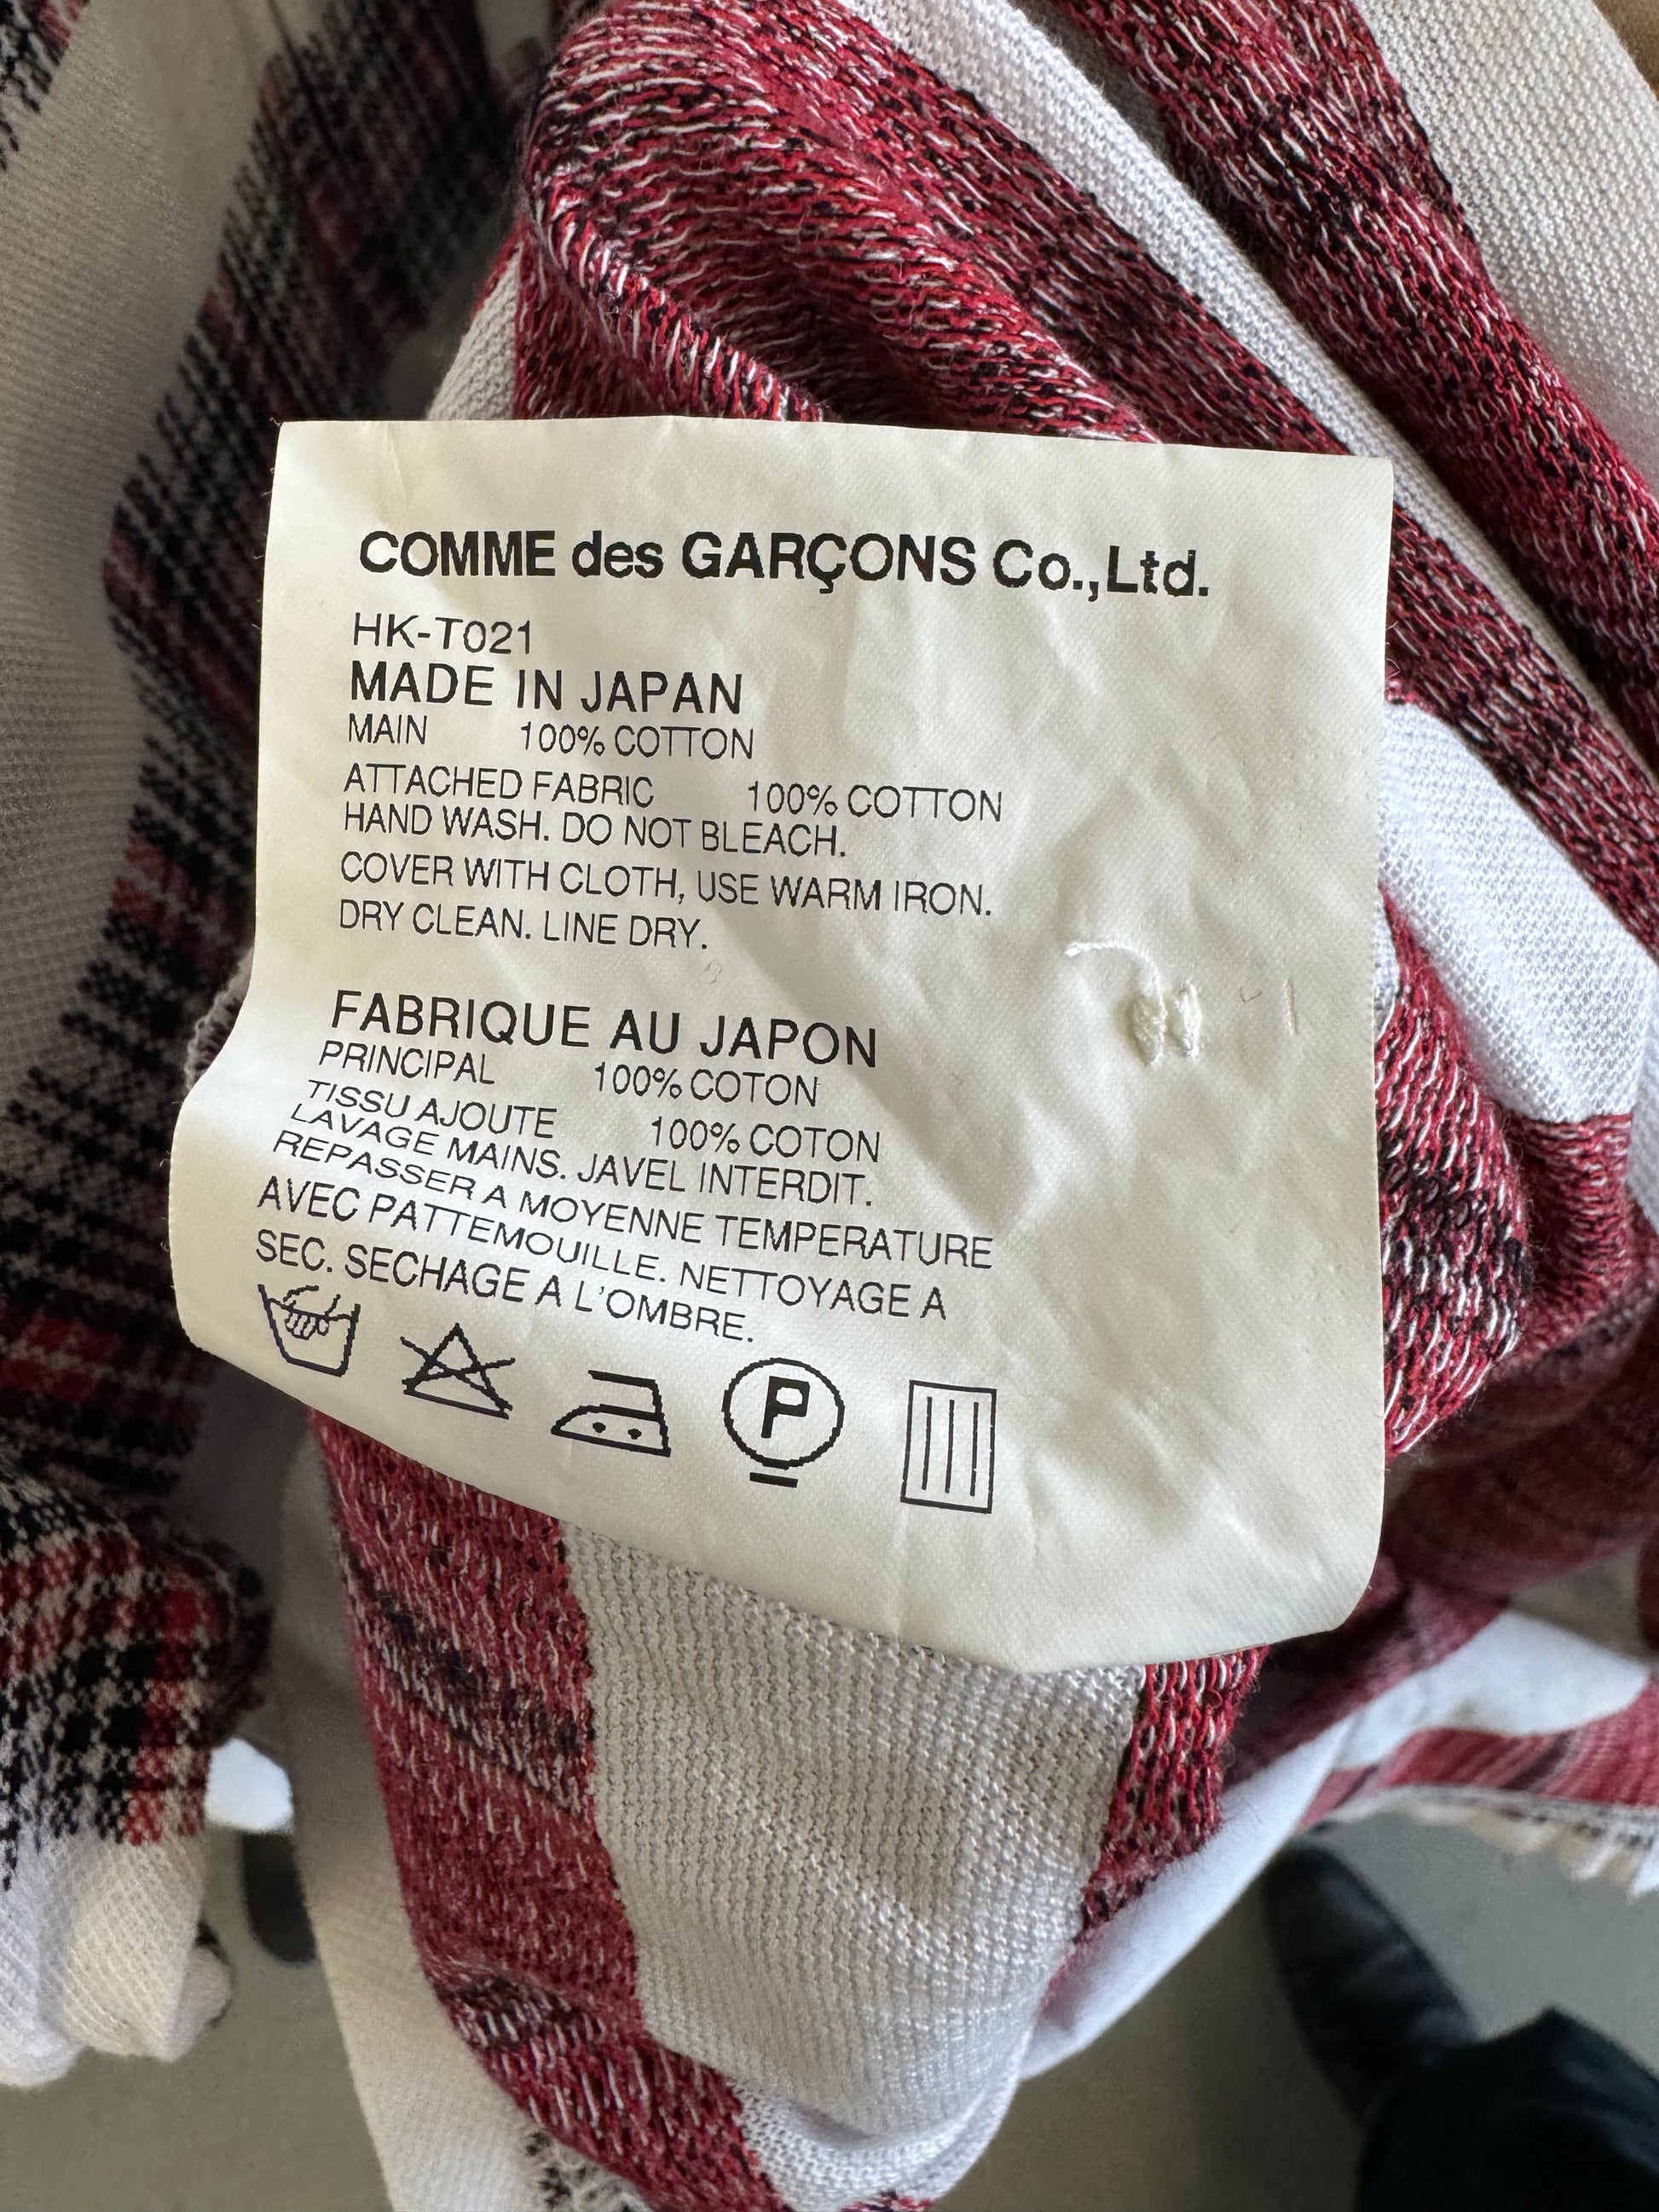 COMME des GARÇONS Co.,Ltd.
HK-T021
MADE IN JAPAN
MAIN 100% COTTON
ATTACHED FABRIC 100% COTTON
HAND WASH. DO NOT BLEACH.
COVER WITH CLOTH, USE WARM IRON.
DRY CLEAN. LINE DRY.
FABRIQUE AU JAPON
PRINCIPAL 100% COTON
TISSU AJOUTE 100% COTON
LAVAGE MAINS. JAVEL INTERDIT.
REPASSER A MOYENNE TEMPERATURE
AVEC PATTEMOUILLE. NETTOYAGE A
SEC. SECHAGE A L'OMBRE.
P